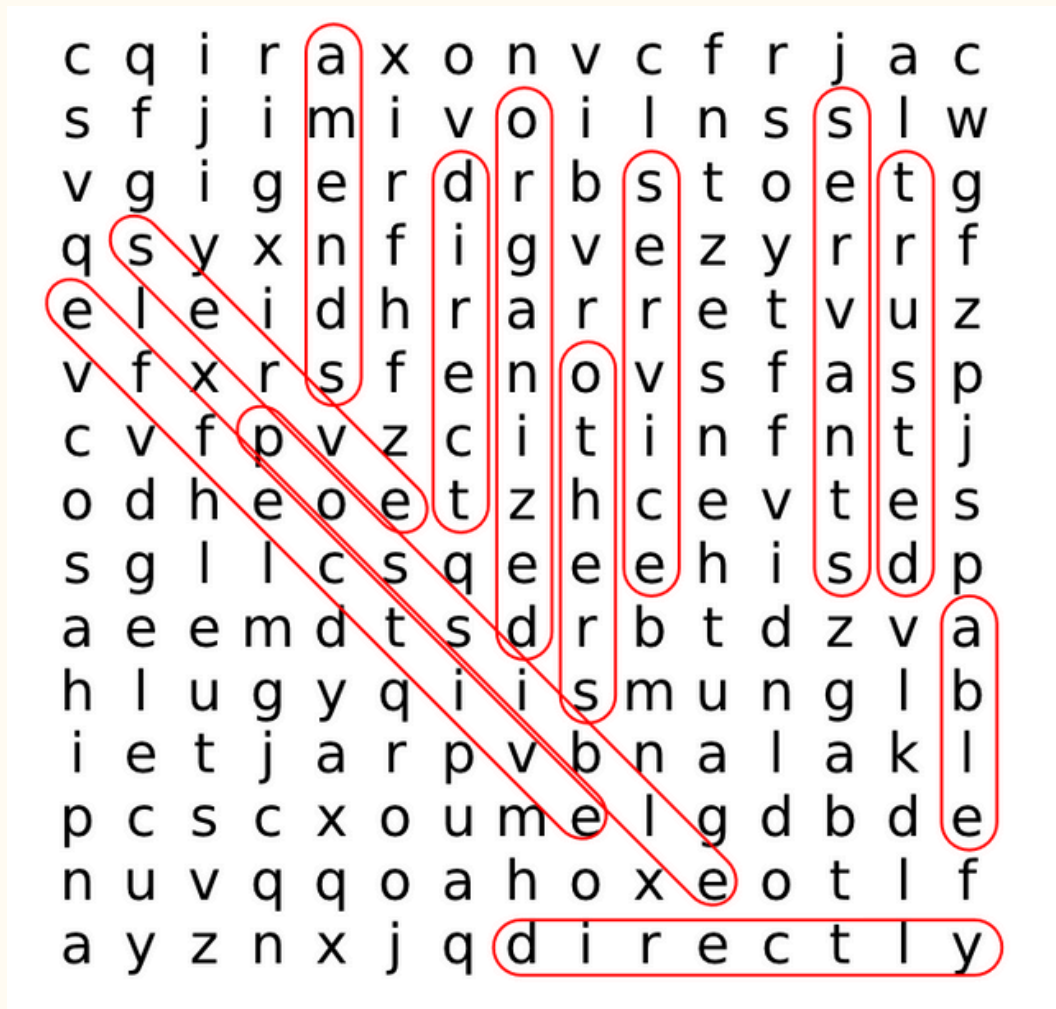 c q i r a x o n v c f r j a c
s f j i m i v o i l n s s l w
v g i g e r d r b s t o e t g
q s y x n f i g v e z y r r f
e l e i d h r a r r e t v u z
v f x r s f e n o v s f a s p
c v f p v z c i t i n f n t j
o d h e o e t z h c e v t e s
s g l l c s q e e e h i s d p
a e e m d t s d r b t d z v a
h l u g y q i i s m u n g l b
i e t j a r p v b n a l a k l
p c s c x o u m e l g d b d e
n u v q q o a h o x e o t l f
a y z n x j q d i r e c t l y